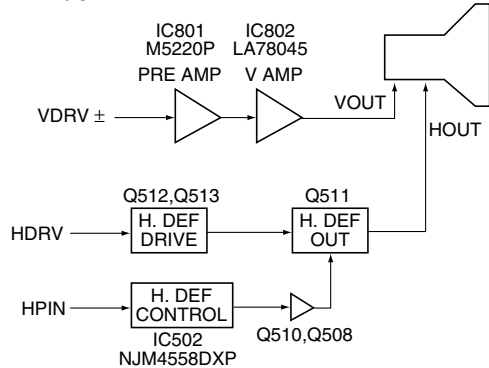 IC801
M5220P
PRE AMP
IC802
LA78045
V AMP
VDRV ±
VOUT
HOUT
Q512,Q513
H. DEF
DRIVE
Q511
H. DEF
OUT
HDRV
HPIN
H. DEF
CONTROL
IC502
NJM4558DXP
Q510,Q508